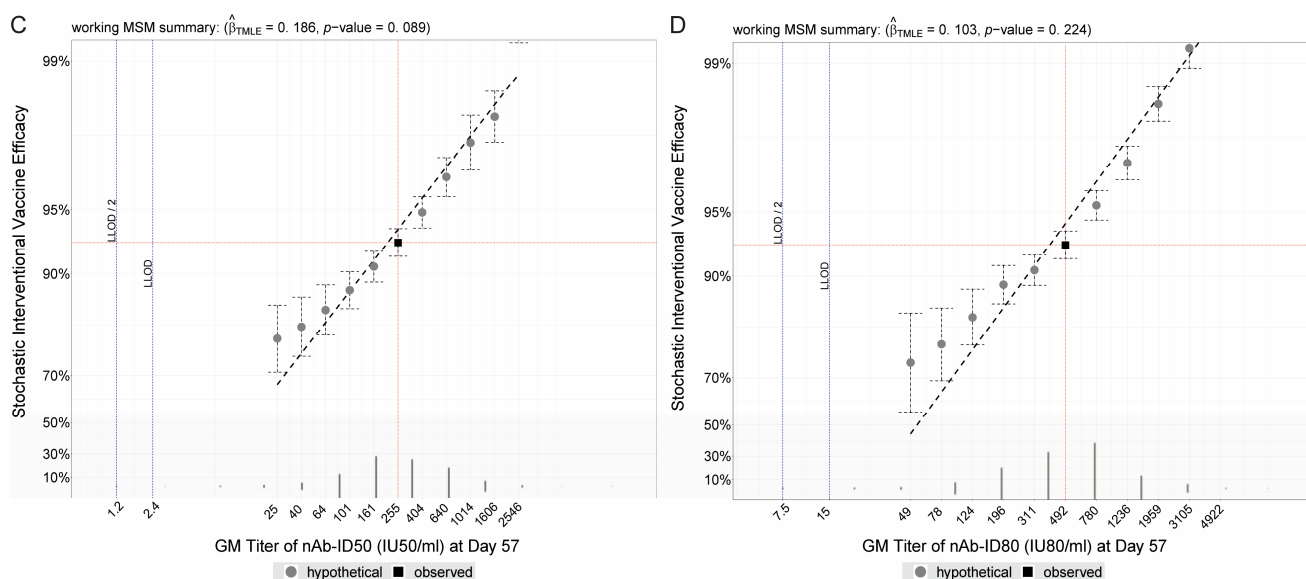 C
working MSM summary: (β̂TMLE = 0. 186, p−value = 0. 089)
Stochastic Interventional Vaccine Efficacy
99%
95%
90%
70%
50%
30%
10%
LLOD / 2
LLOD
1.2
2.4
25
40
64
101
161
255
404
640
1014
1606
2546
GM Titer of nAb-ID50 (IU50/ml) at Day 57
hypothetical observed
D
working MSM summary: (β̂TMLE = 0. 103, p−value = 0. 224)
Stochastic Interventional Vaccine Efficacy
99%
95%
90%
70%
50%
30%
10%
LLOD / 2
LLOD
7.5
15
49
78
124
196
311
492
780
1236
1959
3105
4922
GM Titer of nAb-ID80 (IU80/ml) at Day 57
hypothetical observed